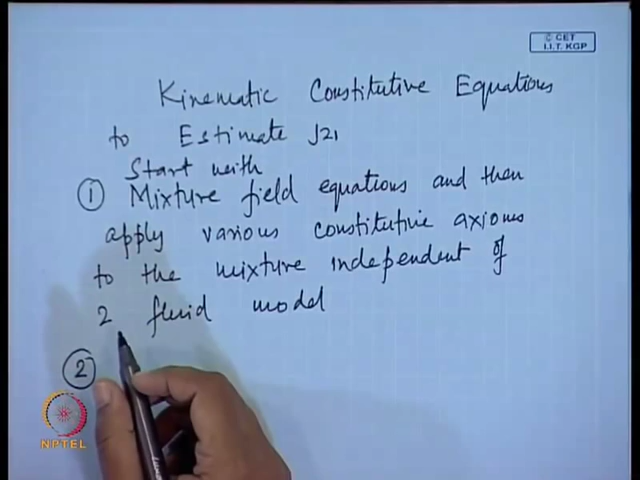 © CET
I.I.T. KGP
Kinematic Constitutive Equations
to Estimate J21
Start with
① Mixture field equations and then
apply various constitutive axioms
to the mixture independent of
2 fluid model
②
NPTEL